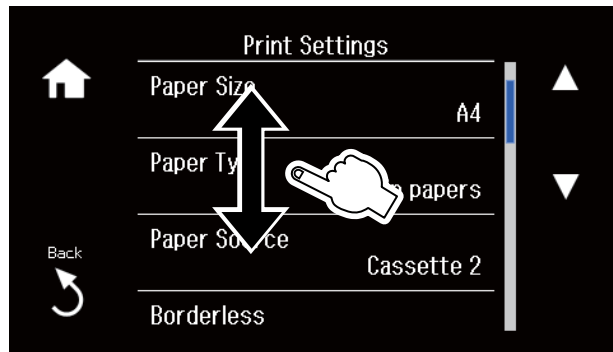 Print Settings
Paper Size
A4
Paper Ty
papers
Paper So ce
Cassette 2
Back
Borderless